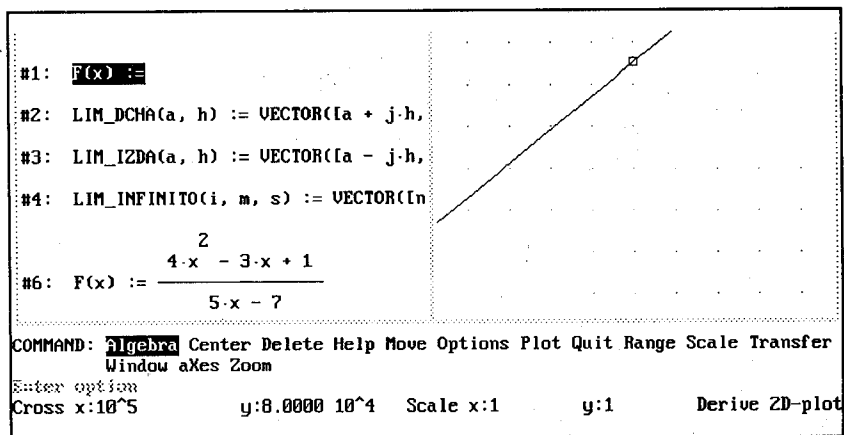 #1: F(x) :=
#2: LIM_DCHA(a, h) := VECTOR([a + j·h,
#3: LIM_IZDA(a, h) := VECTOR([a - j·h,
#4: LIM_INFINITO(i, m, s) := VECTOR([n
2
4·x - 3·x + 1
#6: F(x) :=
5·x - 7
COMMAND: Algebra Center Delete Help Move Options Plot Quit Range Scale Transfer
Window aXes Zoom
Enter option
Cross x:10^5 y:8.0000 10^4 Scale x:1 y:1 Derive 2D-plot